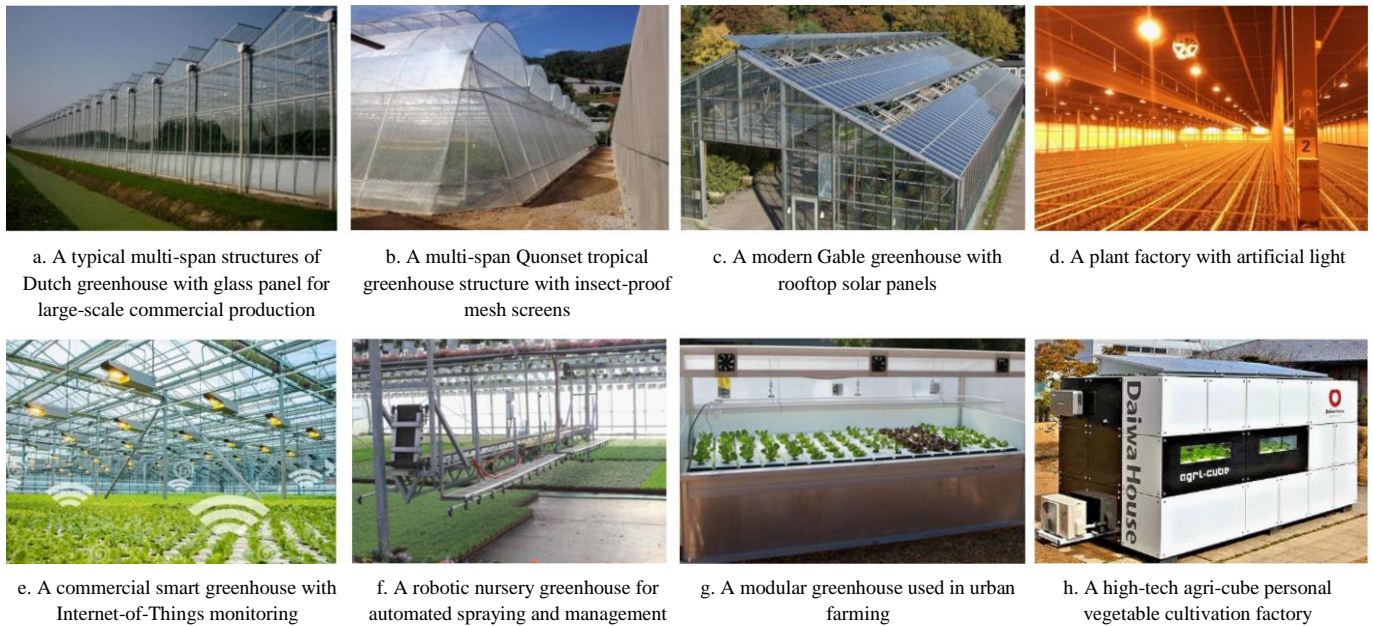 2
a. A typical multi-span structures of
Dutch greenhouse with glass panel for
large-scale commercial production
b. A multi-span Quonset tropical
greenhouse structure with insect-proof
mesh screens
c. A modern Gable greenhouse with
rooftop solar panels
d. A plant factory with artificial light
Daiwa House
agri-cube
e. A commercial smart greenhouse with
Internet-of-Things monitoring
f. A robotic nursery greenhouse for
automated spraying and management
g. A modular greenhouse used in urban
farming
h. A high-tech agri-cube personal
vegetable cultivation factory